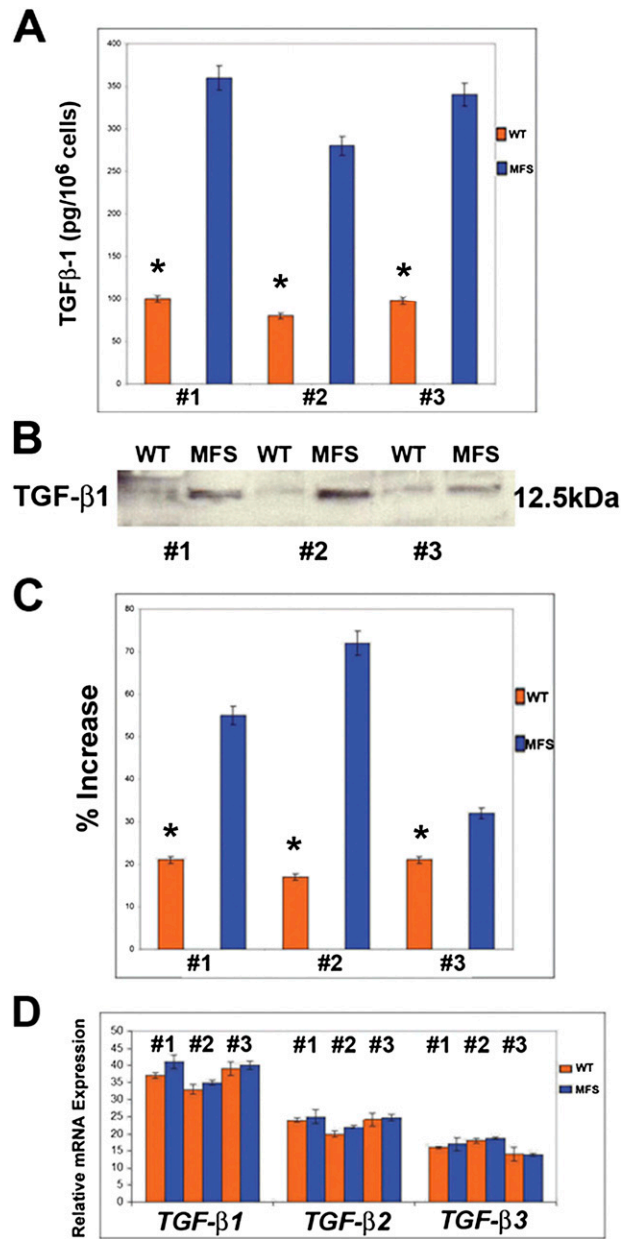 A
TGFβ-1 (pg/10⁶ cells)
400
350
300
250
200
150
100
50
0
* * *
#1 #2 #3
WT
MFS
B
WT MFS WT MFS WT MFS
TGF-β1 12.5kDa
#1 #2 #3
C
% Increase
80
70
60
50
40
30
20
10
0
* * *
#1 #2 #3
WT
MFS
D
Relative mRNA Expression
50
45
40
35
30
25
20
15
10
5
0
#1 #2 #3 #1 #2 #3 #1 #2 #3
TGF-β1 TGF-β2 TGF-β3
WT
MFS